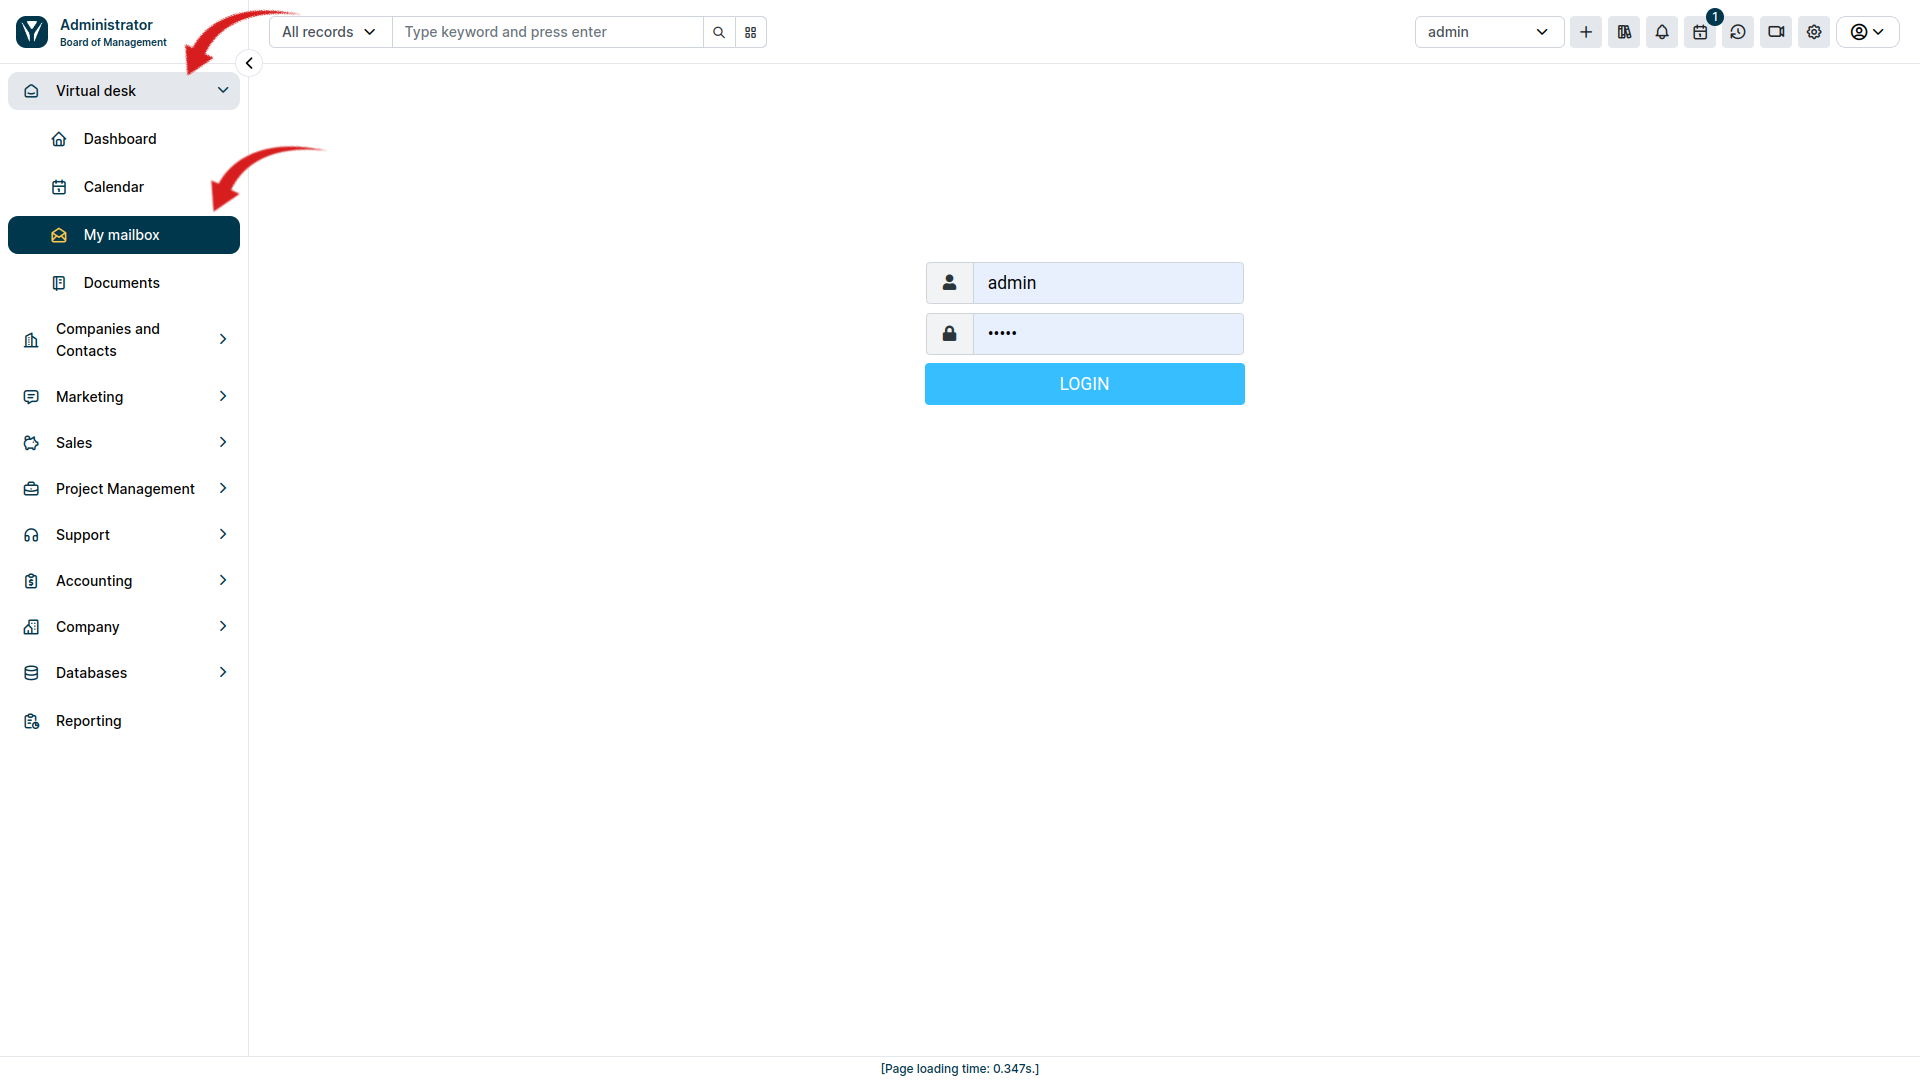 Administrator
Board of Management
All records
Type keyword and press enter
admin
1
Virtual desk
Dashboard
Calendar
My mailbox
Documents
Companies and
Contacts
Marketing
Sales
Project Management
Support
Accounting
Company
Databases
Reporting
admin
•••••
LOGIN
[Page loading time: 0.347s.]